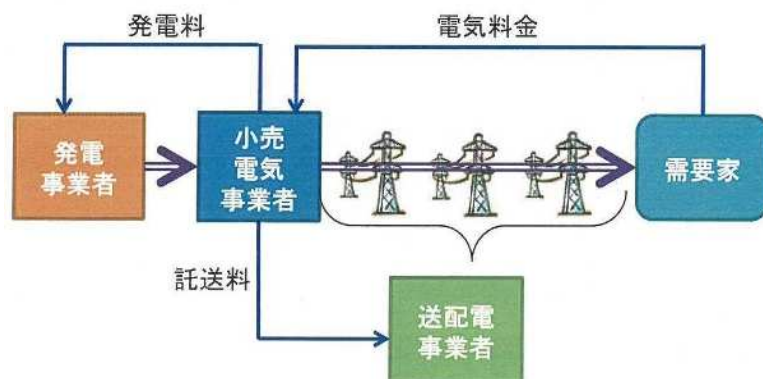 発電料
電気料金
発電
事業者
小売
電気
事業者
需要家
託送料
送配電
事業者